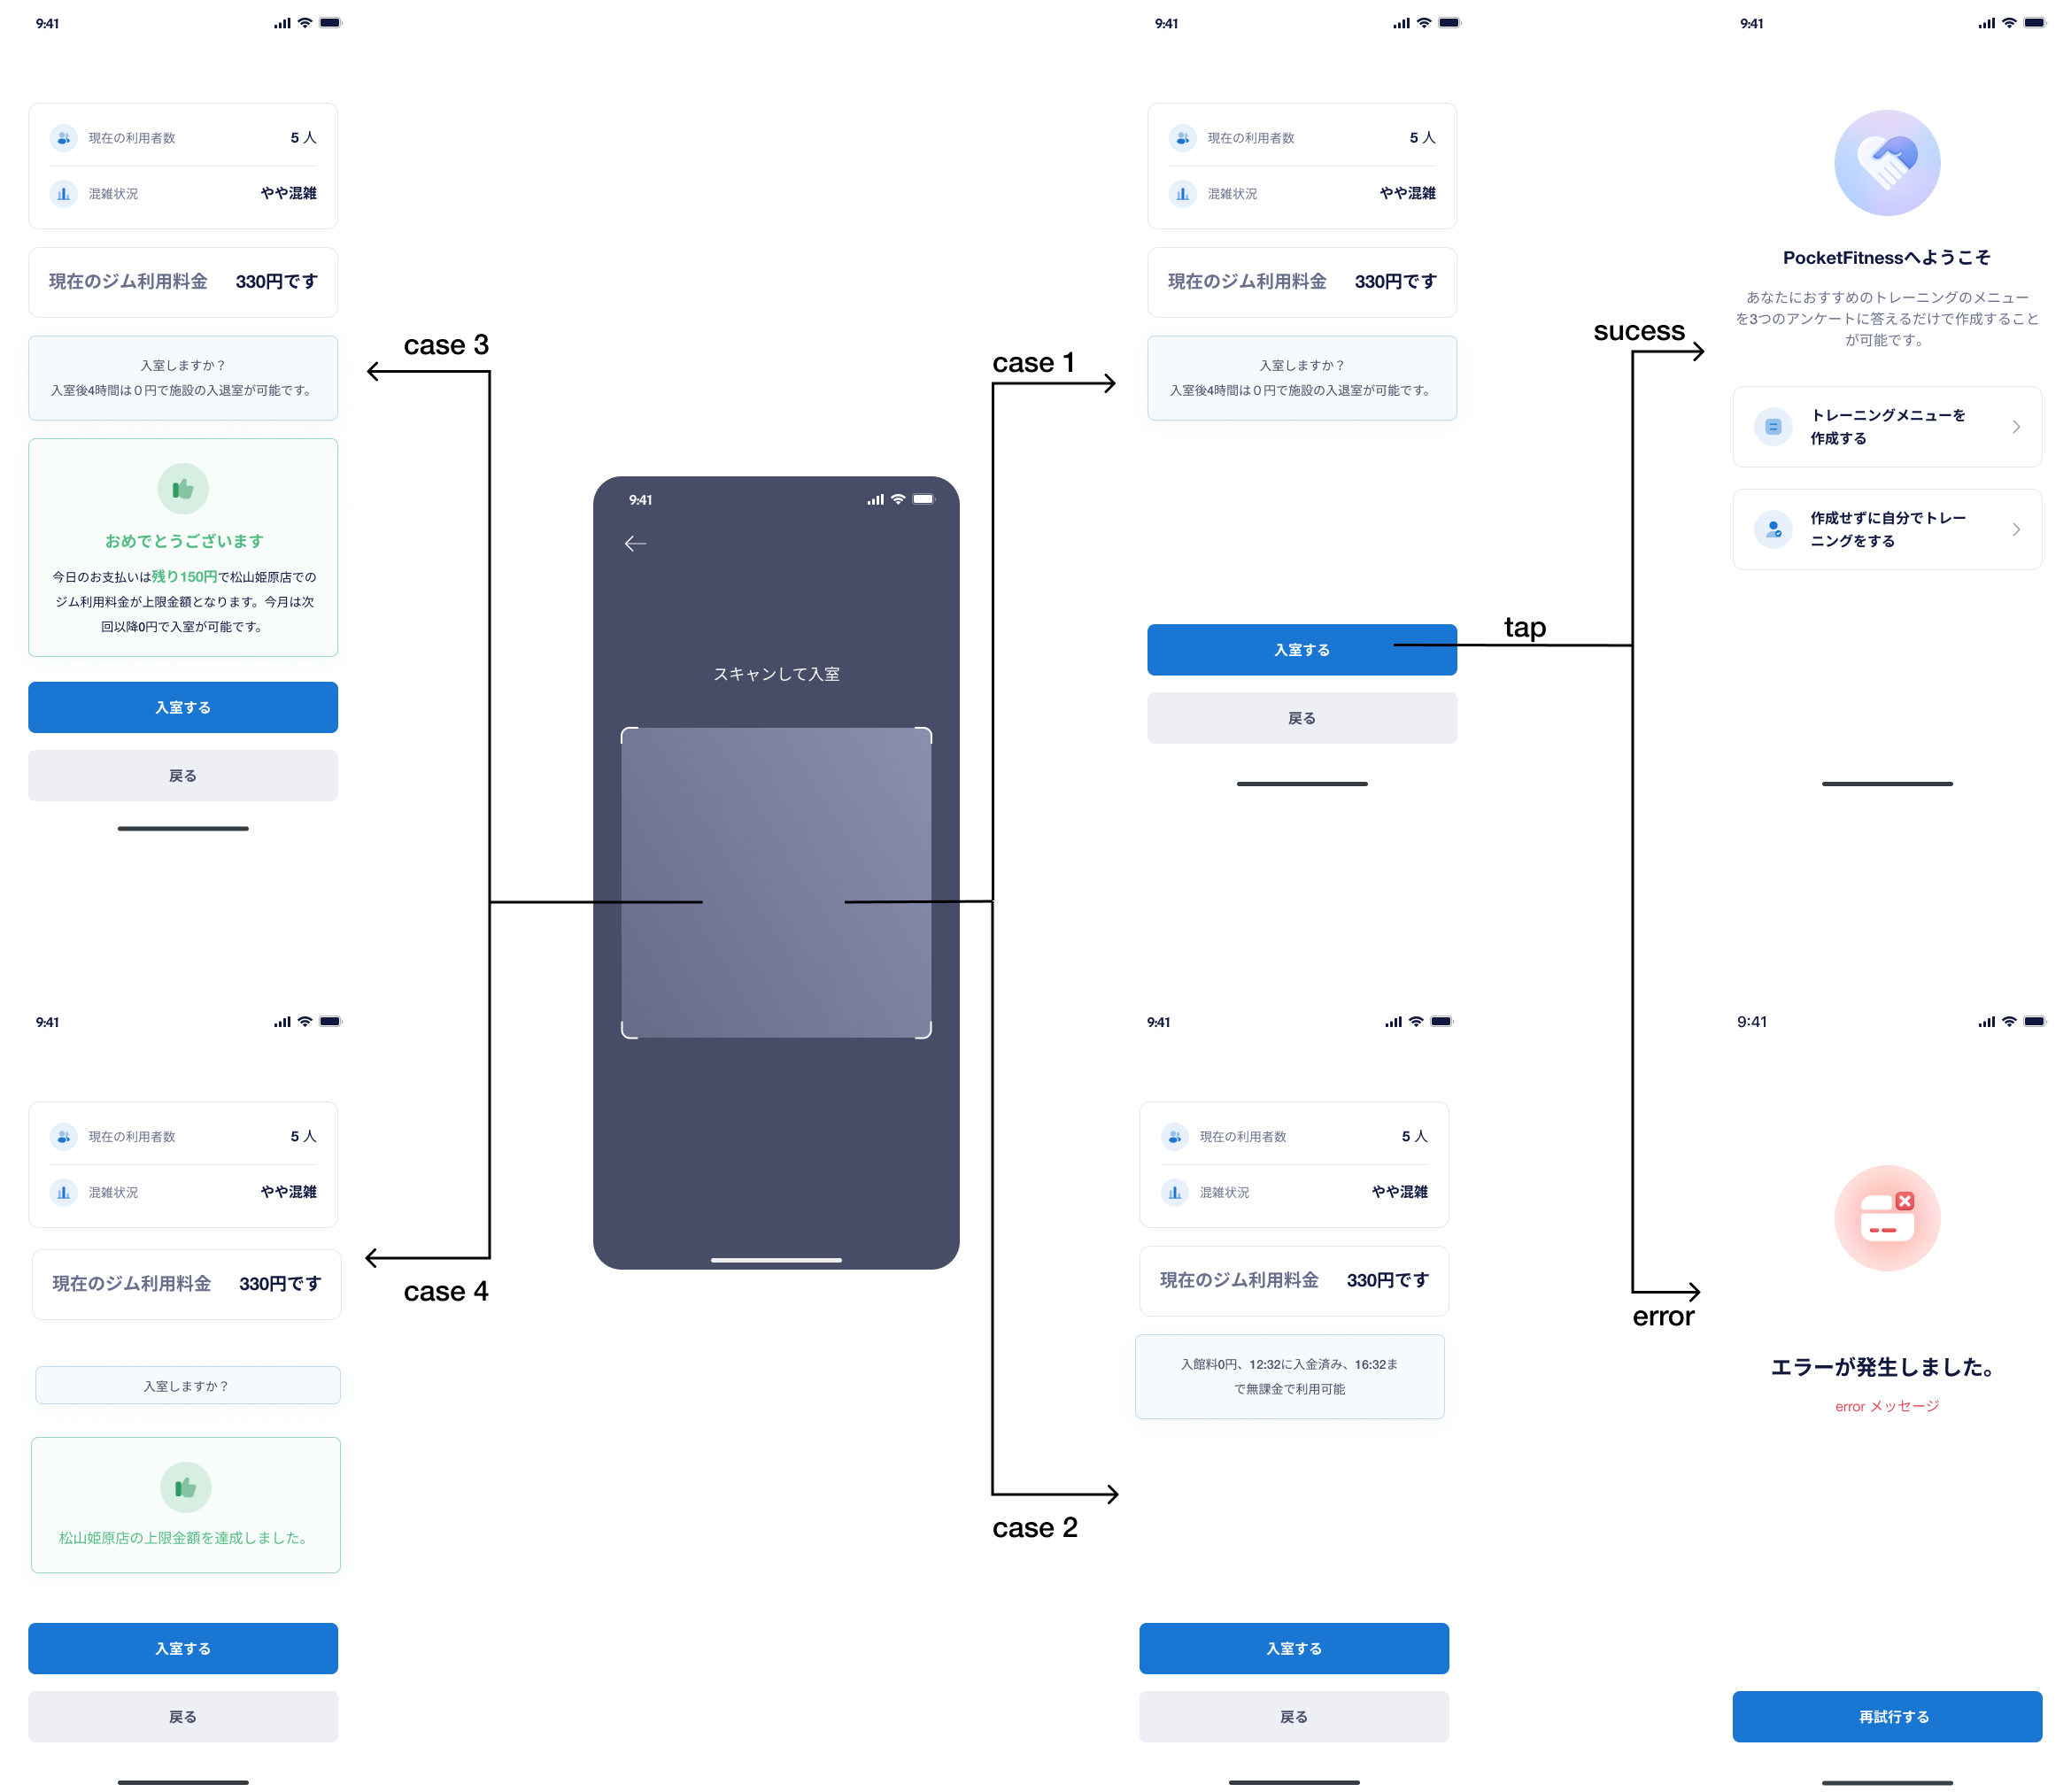 9:41
現在の利用者数
5 人
混雑状況
やや混雑
現在のジム利用料金
330円です
入室しますか？
入室後4時間は０円で施設の入退室が可能です。
おめでとうございます
今日のお支払いは残り150円で松山姫原店での
ジム利用料金が上限金額となります。今月は次
回以降0円で入室が可能です。
入室する
戻る
case 3
9:41
スキャンして入室
case 1
9:41
現在の利用者数
5 人
混雑状況
やや混雑
現在のジム利用料金
330円です
入室しますか？
入室後4時間は０円で施設の入退室が可能です。
入室する
戻る
tap
sucess
9:41
PocketFitnessへようこそ
あなたにおすすめのトレーニングのメニュー
を3つのアンケートに答えるだけで作成すること
が可能です。
トレーニングメニューを
作成する
作成せずに自分でトレー
ニングをする
9:41
現在の利用者数
5 人
混雑状況
やや混雑
現在のジム利用料金
330円です
入室しますか？
松山姫原店の上限金額を達成しました。
入室する
戻る
case 4
case 2
9:41
現在の利用者数
5 人
混雑状況
やや混雑
現在のジム利用料金
330円です
入館料0円、12:32に入金済み、16:32ま
で無課金で利用可能
入室する
戻る
error
9:41
エラーが発生しました。
error メッセージ
再試行する